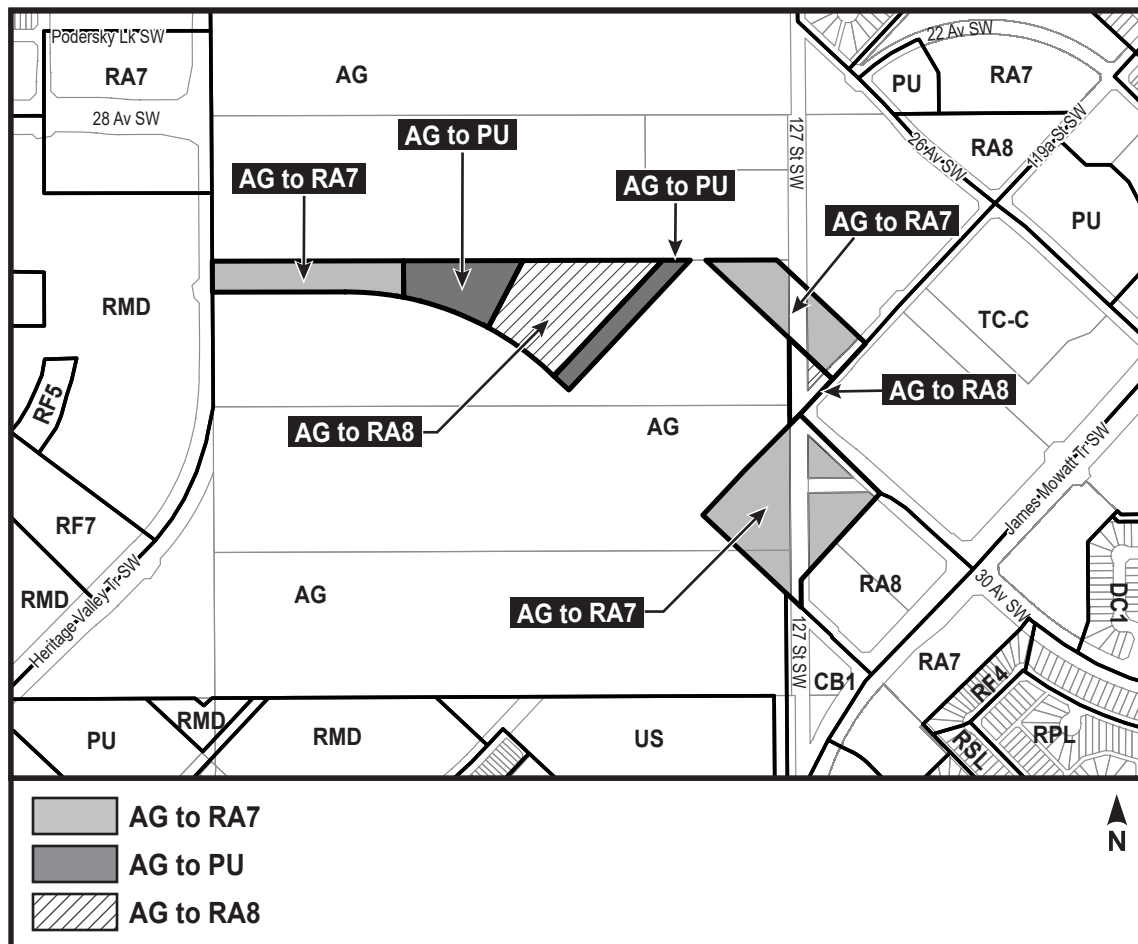 Podersky Lk SW
RA7
28 Av SW
AG
22 Av SW
PU
RA7
RA8
26 Av SW
119a St SW
PU
127 St SW
AG to PU
AG to RA7
AG to PU
AG to RA7
RMD
TC-C
RF5
AG to RA8
AG to RA8
AG
James Mowatt Tr SW
RF7
RMD
Heritage Valley Tr SW
AG
AG to RA7
RA8
30 Av SW
DC1
127 St SW
CB1
RA7
RF4
RSL
RPL
PU
RMD
RMD
US
AG to RA7
AG to PU
AG to RA8
N